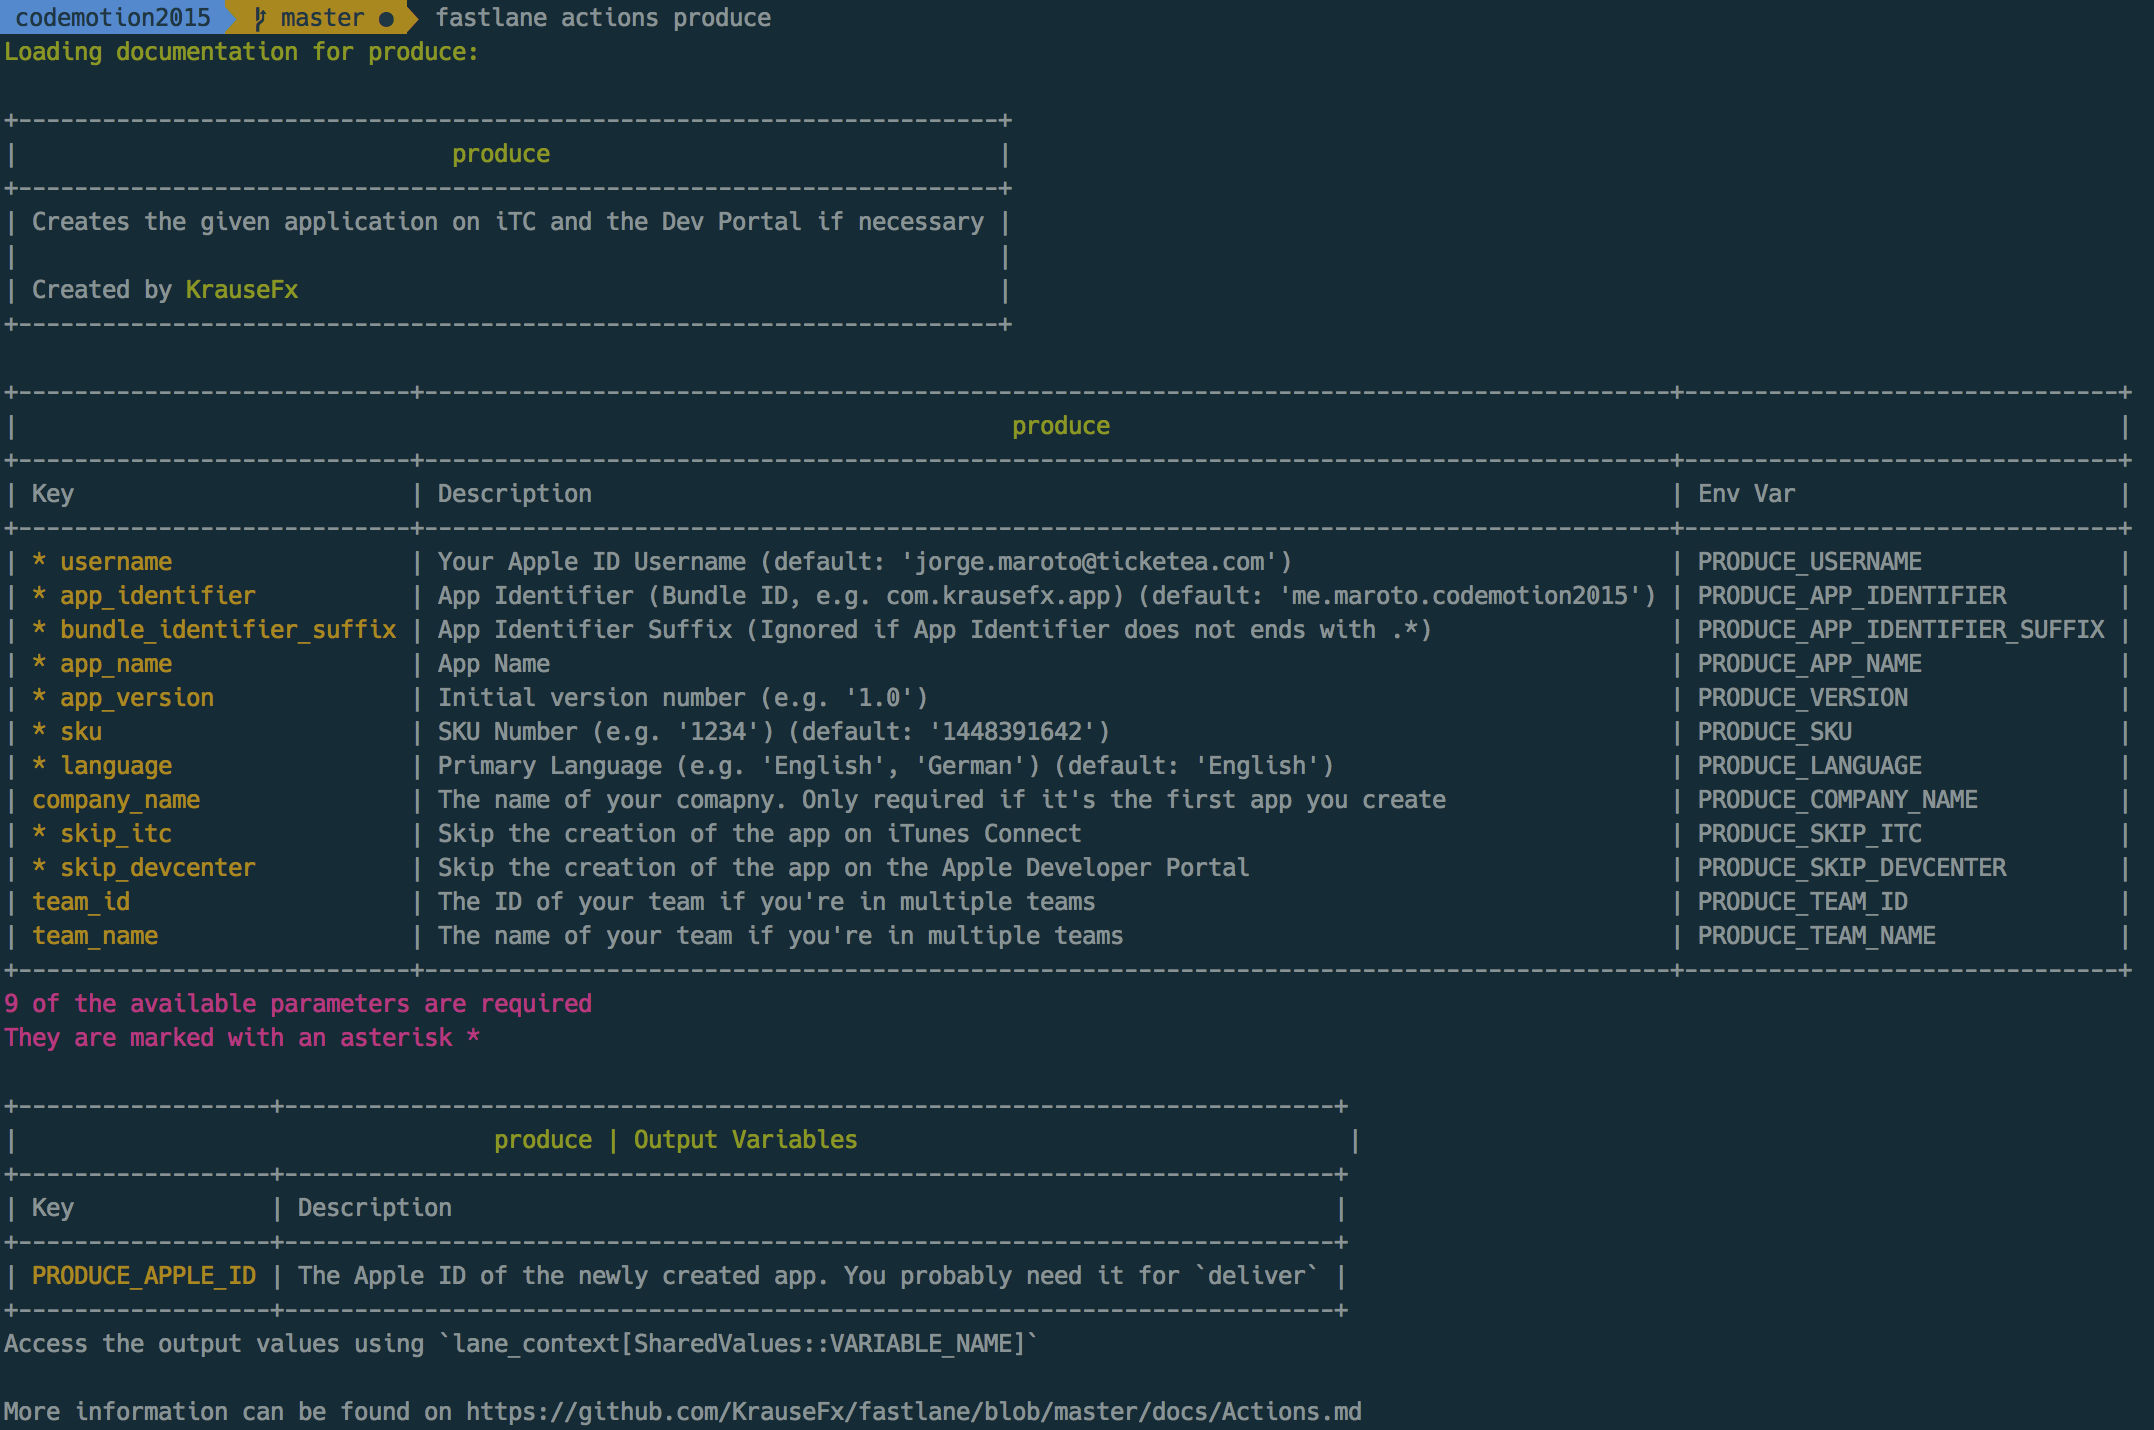 codemotion2015 master ● fastlane actions produce
Loading documentation for produce:
produce
Creates the given application on iTC and the Dev Portal if necessary
Created by KrauseFx
produce
| Key | Description | Env Var |
| * username | Your Apple ID Username (default: 'jorge.maroto@ticketea.com') | PRODUCE_USERNAME |
| * app_identifier | App Identifier (Bundle ID, e.g. com.krausefx.app) (default: 'me.maroto.codemotion2015') | PRODUCE_APP_IDENTIFIER |
| * bundle_identifier_suffix | App Identifier Suffix (Ignored if App Identifier does not ends with .*) | PRODUCE_APP_IDENTIFIER_SUFFIX |
| * app_name | App Name | PRODUCE_APP_NAME |
| * app_version | Initial version number (e.g. '1.0') | PRODUCE_VERSION |
| * sku | SKU Number (e.g. '1234') (default: '1448391642') | PRODUCE_SKU |
| * language | Primary Language (e.g. 'English', 'German') (default: 'English') | PRODUCE_LANGUAGE |
| company_name | The name of your comapny. Only required if it's the first app you create | PRODUCE_COMPANY_NAME |
| * skip_itc | Skip the creation of the app on iTunes Connect | PRODUCE_SKIP_ITC |
| * skip_devcenter | Skip the creation of the app on the Apple Developer Portal | PRODUCE_SKIP_DEVCENTER |
| team_id | The ID of your team if you're in multiple teams | PRODUCE_TEAM_ID |
| team_name | The name of your team if you're in multiple teams | PRODUCE_TEAM_NAME |
9 of the available parameters are required
They are marked with an asterisk *
produce | Output Variables
| Key | Description |
| PRODUCE_APPLE_ID | The Apple ID of the newly created app. You probably need it for `deliver` |
Access the output values using `lane_context[SharedValues::VARIABLE_NAME]`
More information can be found on https://github.com/KrauseFx/fastlane/blob/master/docs/Actions.md